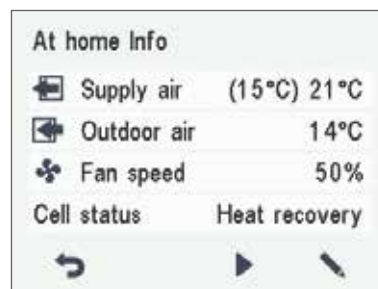 At home Info
Supply air (15°C) 21°C
Outdoor air 14°C
Fan speed 50%
Cell status Heat recovery